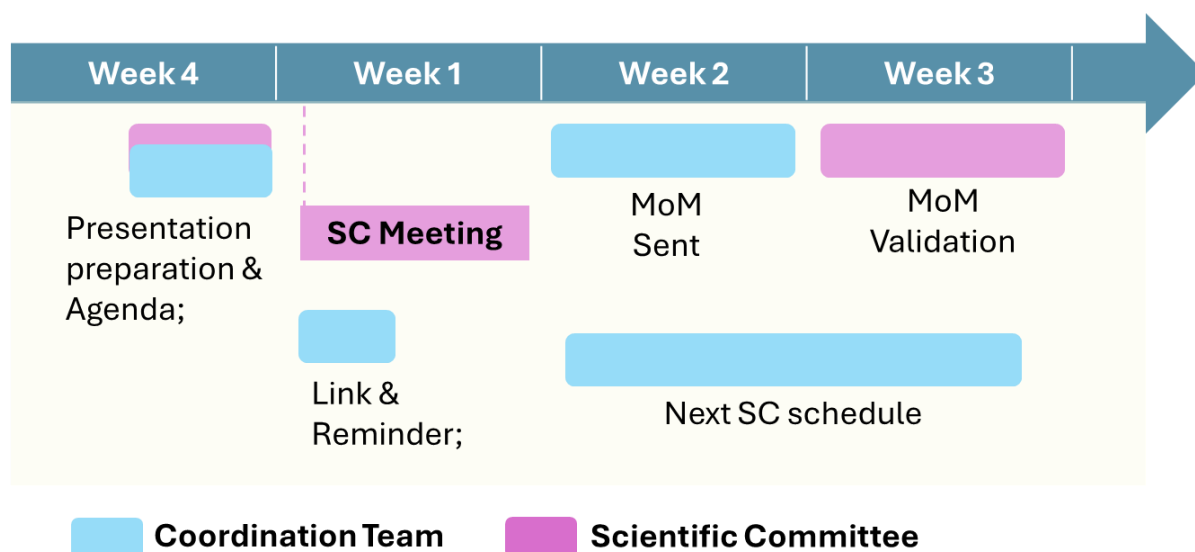 Week 4
Week 1
Week 2
Week 3
Presentation
preparation &
Agenda;
SC Meeting
Link &
Reminder;
MoM
Sent
MoM
Validation
Next SC schedule
Coordination Team
Scientific Committee